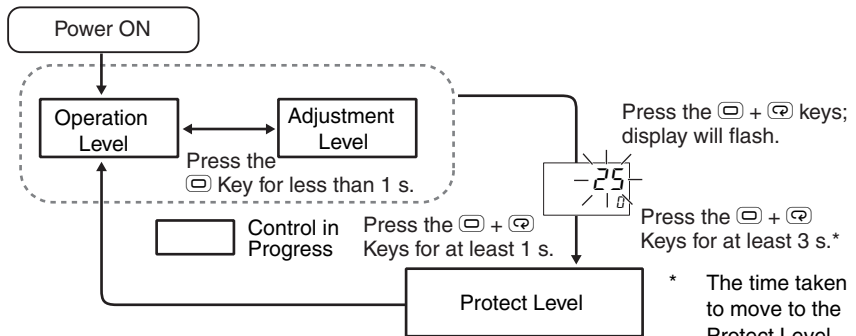 Power ON
Operation
Level
Adjustment
Level
Press the
Key for less than 1 s.
Press the + keys;
display will flash.
25
0
Control in
Progress
Press the +
Keys for at least 1 s.
Press the +
Keys for at least 3 s.*
Protect Level
* The time taken
to move to the
Protect Level